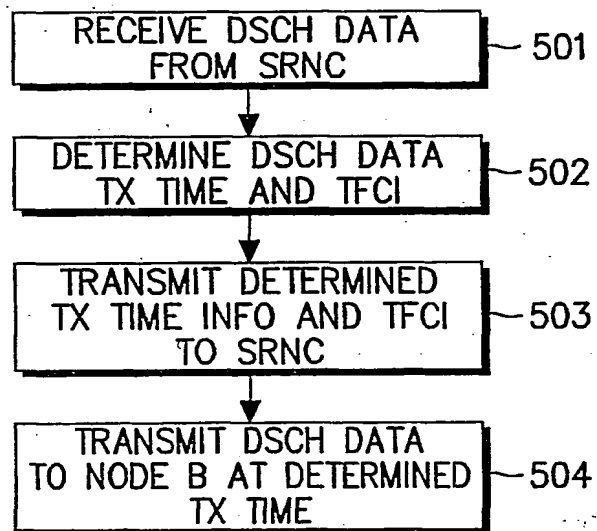 RECEIVE DSCH DATA
FROM SRNC
501
DETERMINE DSCH DATA
TX TIME AND TFCI
502
TRANSMIT DETERMINED
TX TIME INFO AND TFCI
TO SRNC
503
TRANSMIT DSCH DATA
TO NODE B AT DETERMINED
TX TIME
504